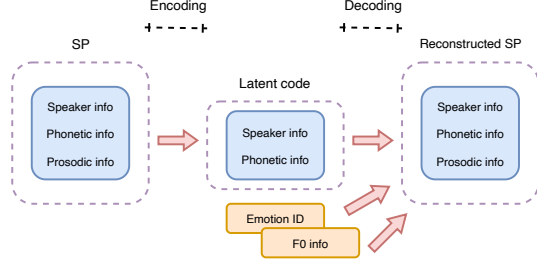 Encoding
Decoding
SP
Reconstructed SP
Latent code
Speaker info
Phonetic info
Prosodic info
Speaker info
Phonetic info
Speaker info
Phonetic info
Prosodic info
Emotion ID
F0 info